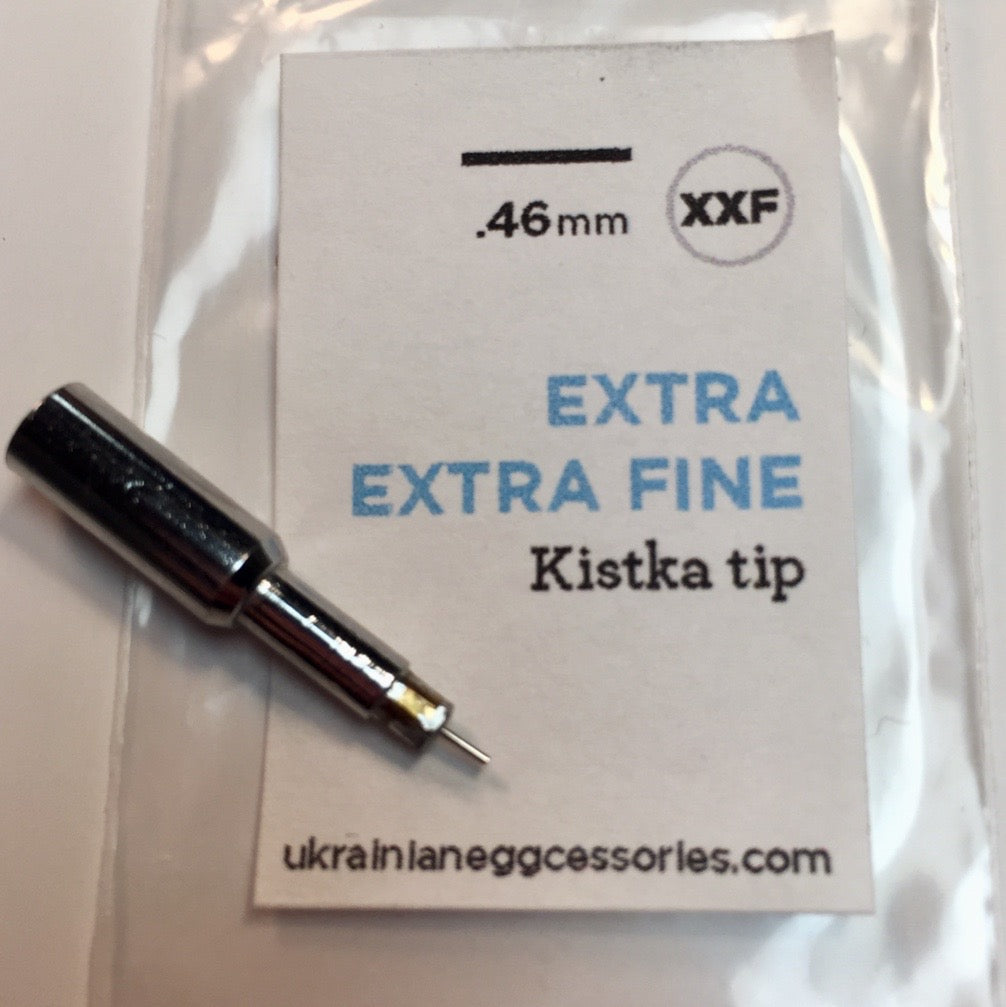 .46mm XXF
EXTRA
EXTRA FINE
Kistka tip
ukrainianeggcessories.com